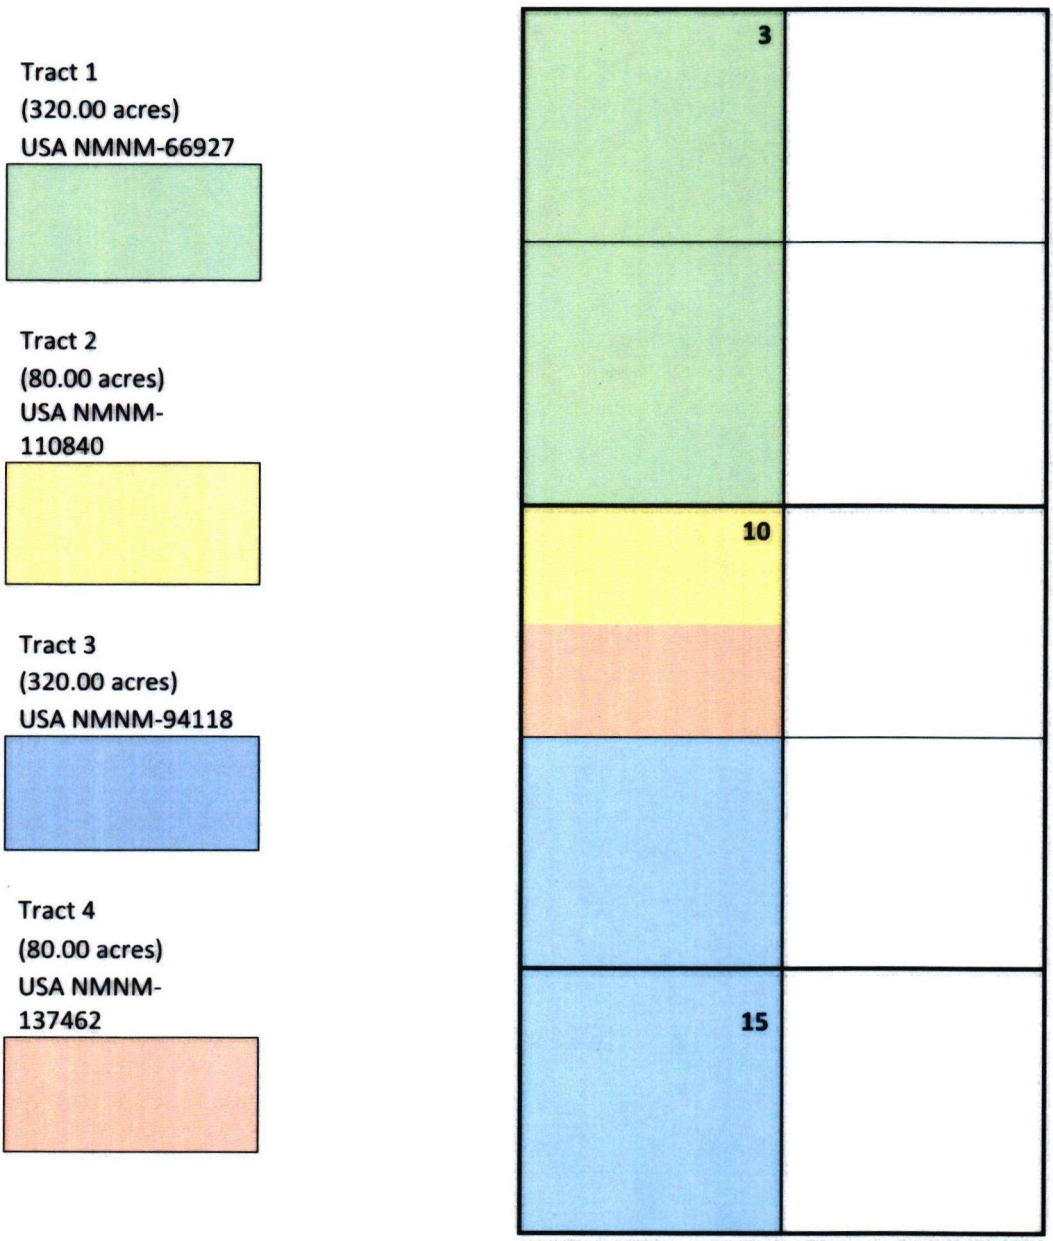 Tract 1
(320.00 acres)
USA NMNM-66927
Tract 2
(80.00 acres)
USA NMNM-
110840
Tract 3
(320.00 acres)
USA NMNM-94118
Tract 4
(80.00 acres)
USA NMNM-
137462
3
10
15